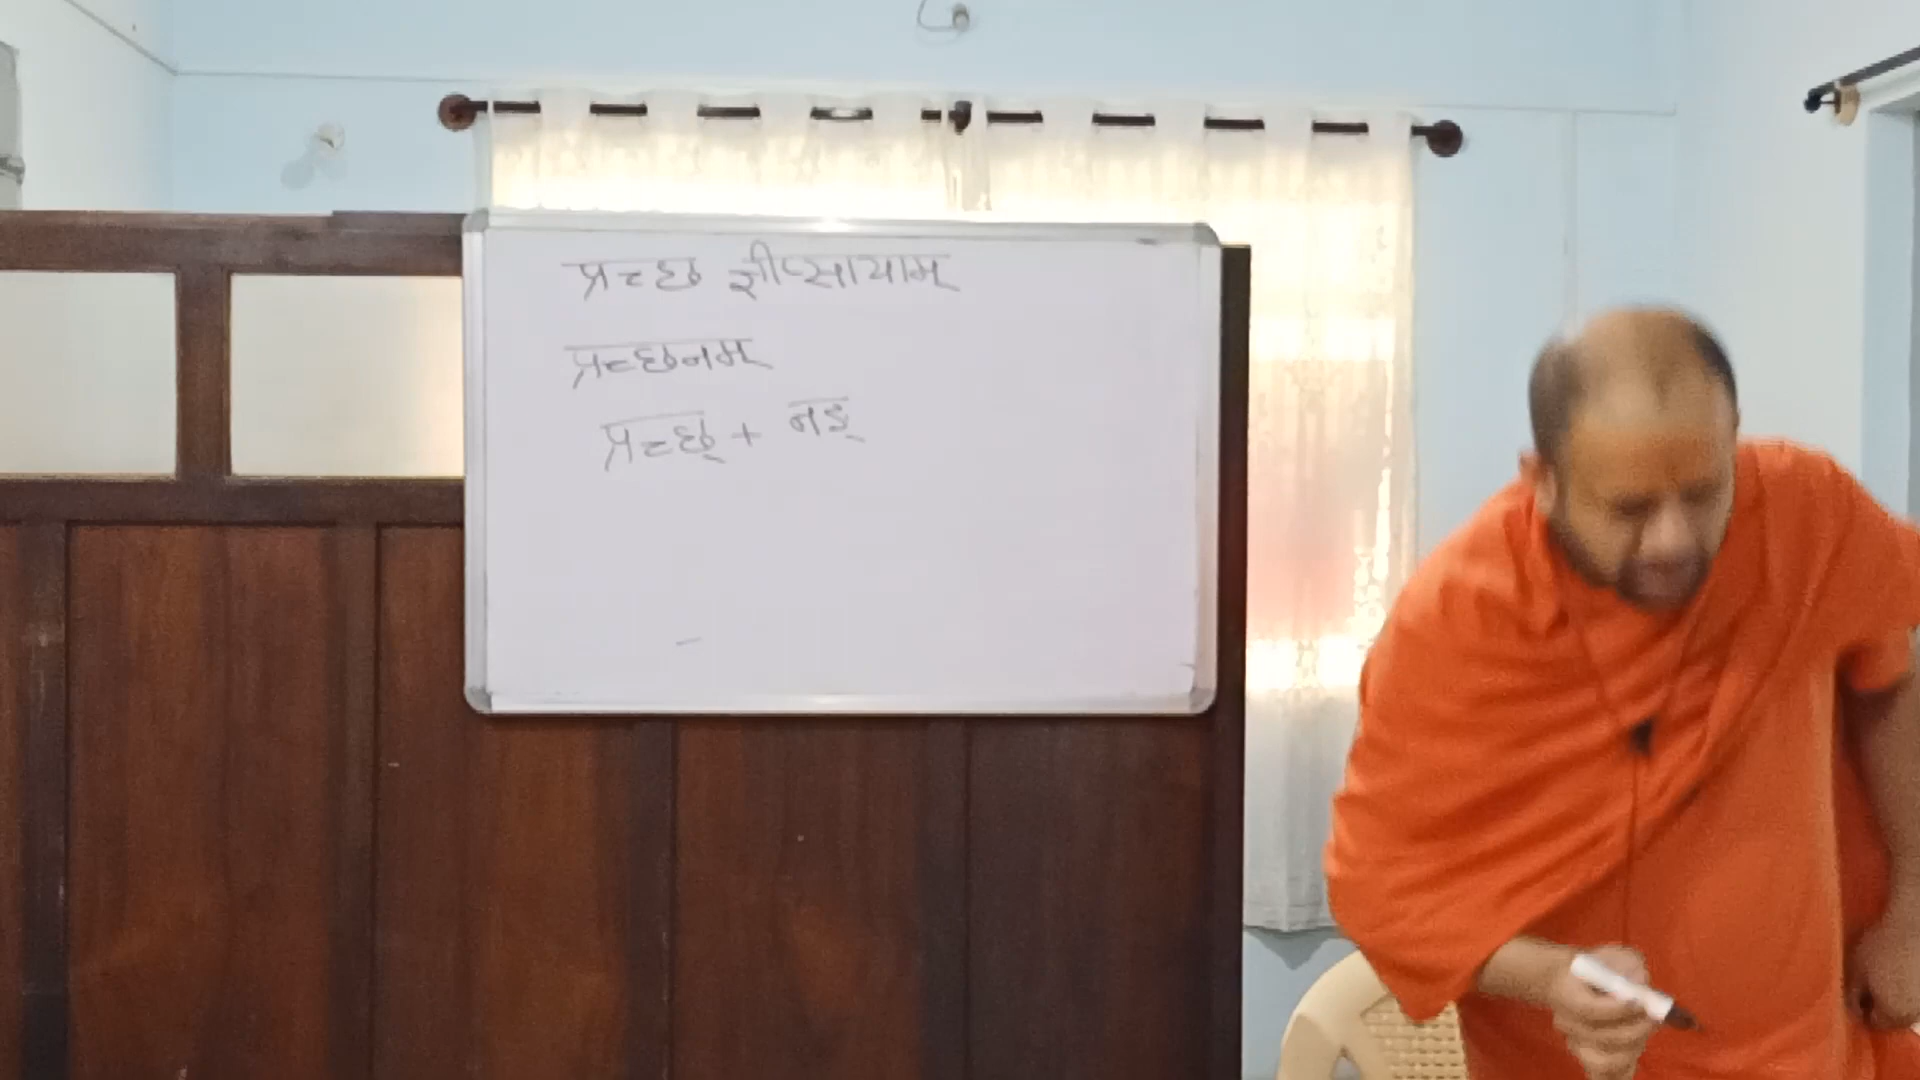 प्रच्छ ज्ञीप्सायाम्
प्रच्छनम्
प्रच्छ् + नङ्